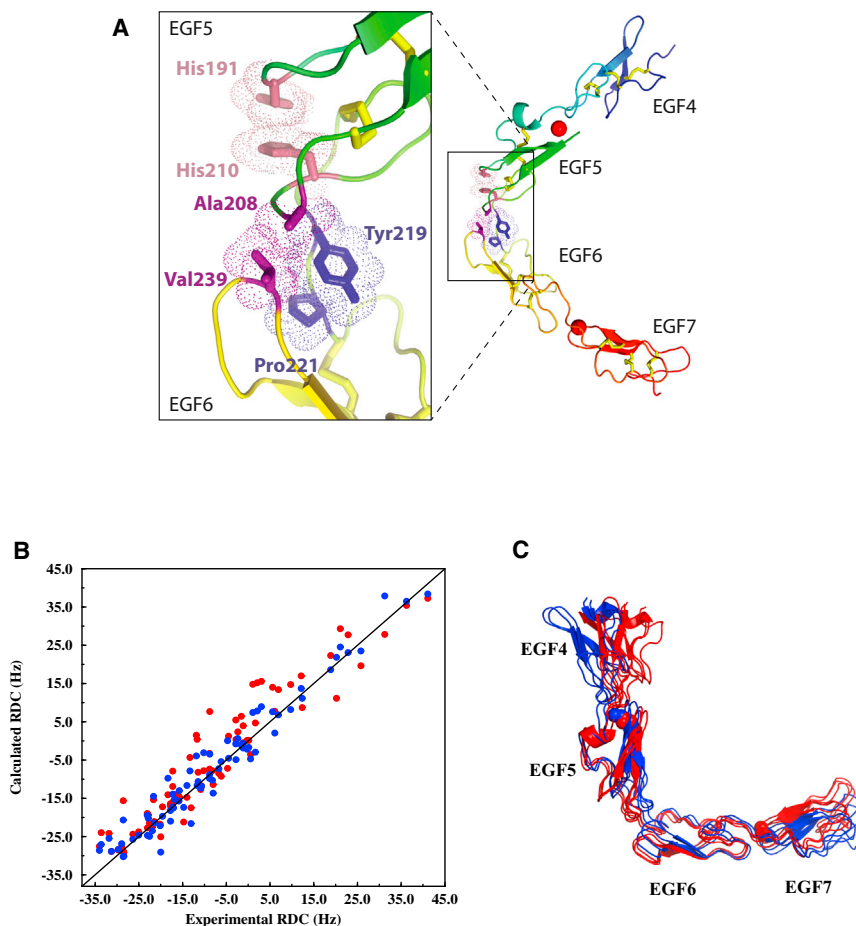 A
EGF5
His191
His210
Ala208
Tyr219
Val239
Pro221
EGF6
EGF4
EGF5
EGF6
EGF7
B
45.0
35.0
25.0
15.0
5.0
-5.0
-15.0
-25.0
-35.0
Calculated RDC (Hz)
-35.0 -25.0 -15.0 -5.0 5.0 15.0 25.0 35.0 45.0
Experimental RDC (Hz)
C
EGF4
EGF5
EGF6
EGF7